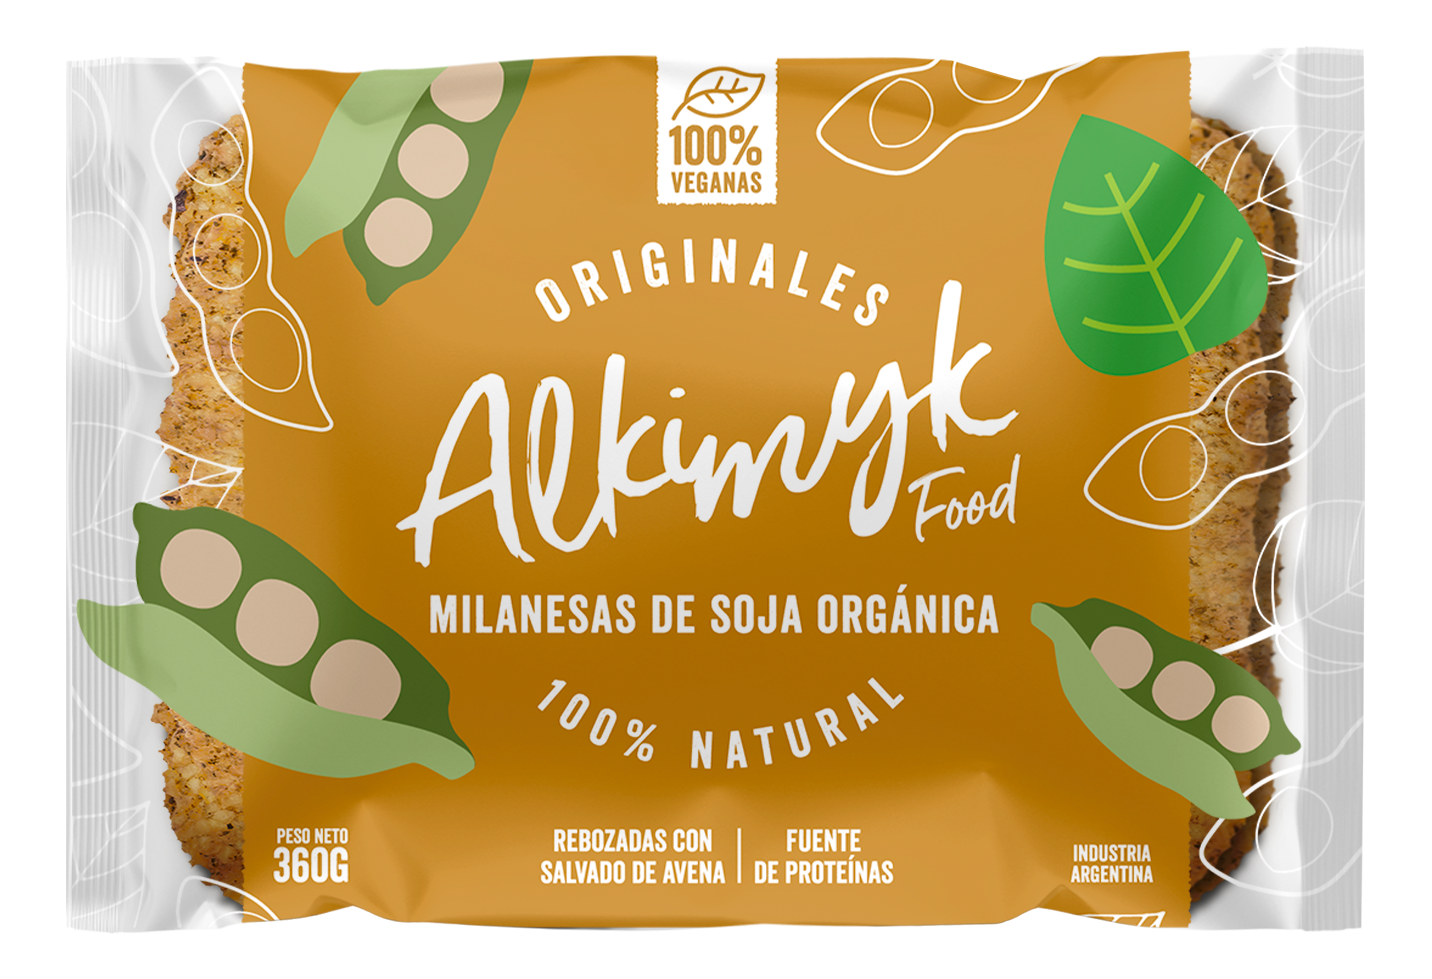 100%
VEGANAS
ORIGINALES
Alkimyk
Food
MILANESAS DE SOJA ORGÁNICA
100% NATURAL
PESO NETO
360G
REBOZADAS CON
SALVADO DE AVENA
FUENTE
DE PROTEÍNAS
INDUSTRIA
ARGENTINA